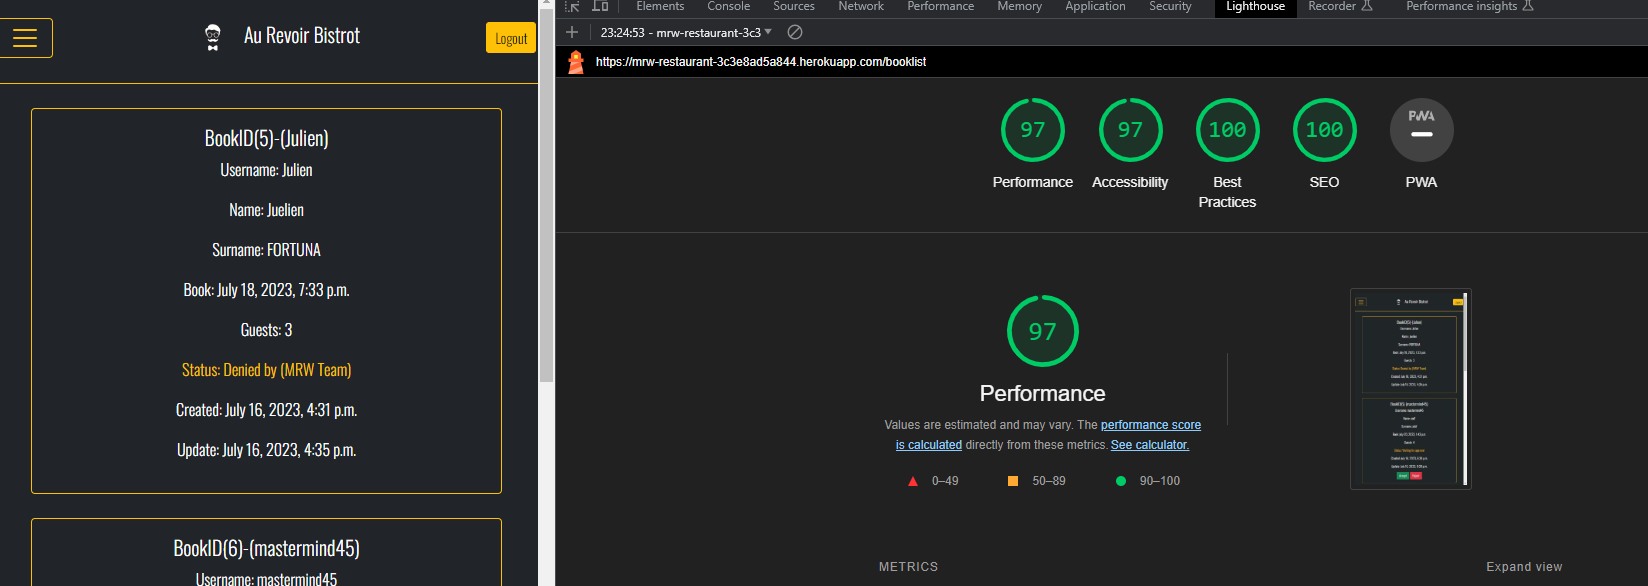 Au Revoir Bistrot
Logout
BookID(5)-(Julien)
Username: Julien
Name: Juelien
Surname: FORTUNA
Book: July 18, 2023, 7:33 p.m.
Guests: 3
Status: Denied by (MRW Team)
Created: July 16, 2023, 4:31 p.m.
Update: July 16, 2023, 4:35 p.m.
BookID(6)-(mastermind45)
Username: mastermind45
Elements Console Sources Network Performance Memory Application Security Lighthouse Recorder Performance insights
23:24:53 - mrw-restaurant-3c3
https://mrw-restaurant-3c3e8ad5a844.herokuapp.com/booklist
97 97 100 100 PWA
Performance Accessibility Best Practices SEO PWA
97
Performance
Values are estimated and may vary. The performance score
is calculated directly from these metrics. See calculator.
0–49 50–89 90–100
METRICS Expand view